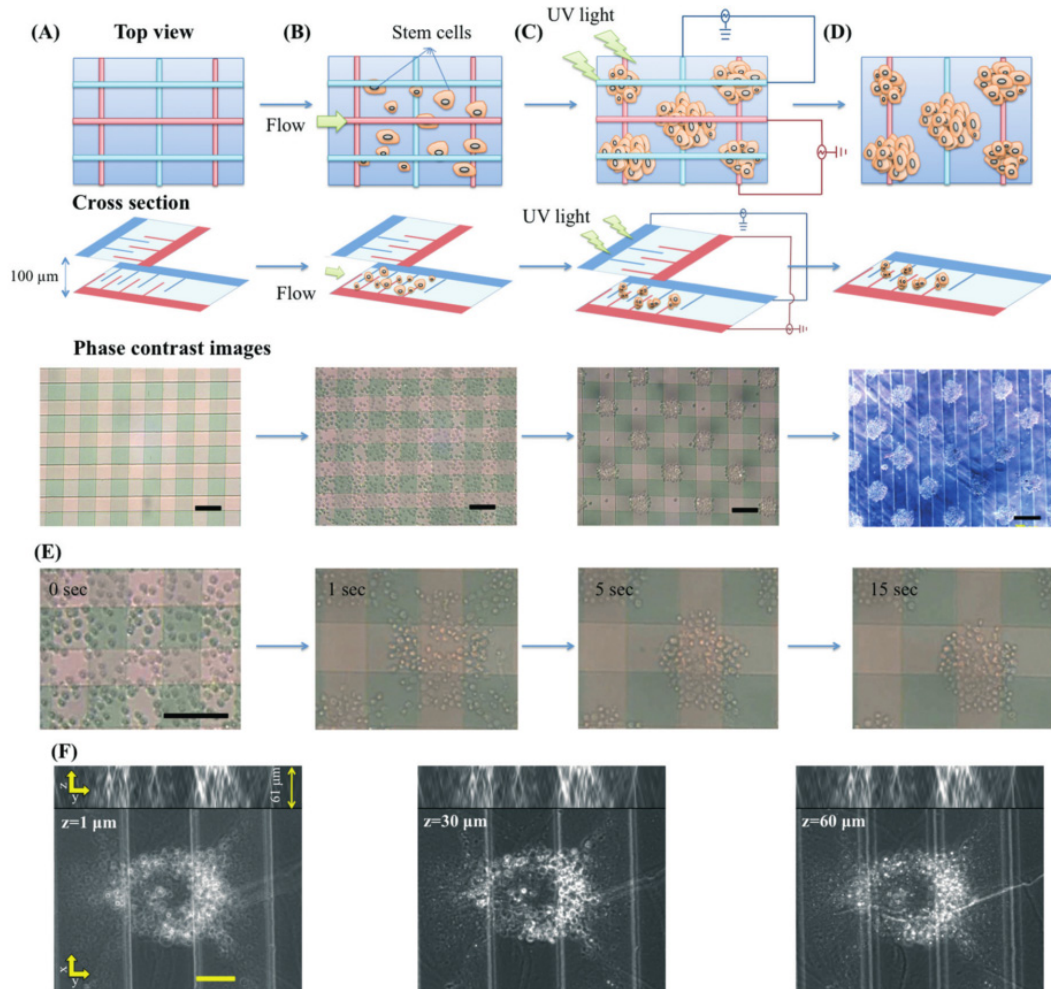 (A)
Top view
(B)
Stem cells
Flow
UV light
(C)
(D)
Cross section
100 μm
Flow
UV light
Phase contrast images
(E)
0 sec
1 sec
5 sec
15 sec
(F)
z
y
61 μm
z=1 μm
z=30 μm
z=60 μm
x
y